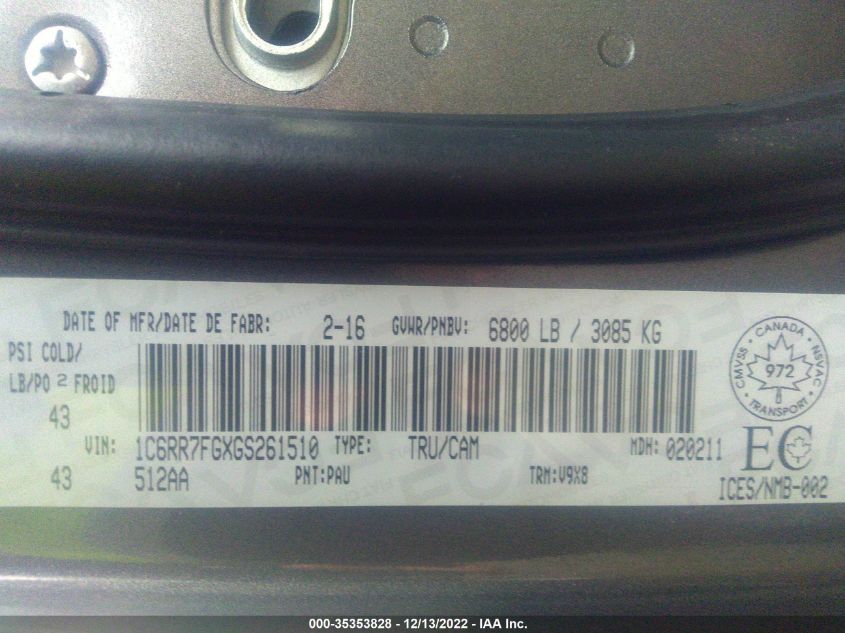 DATE OF MFR/DATE DE FABR: 2-16 GVWR/PNBV: 6800 LB / 3085 KG
PSI COLD/
LB/PO 2 FROID
43
VIN: 1C6RR7FGXGS261510 TYPE: TRU/CAM MDH: 020211
43 512AA PNT:PAU TRM:V9X8
CANADA
CMVSS NSVAC
972
TRANSPORT
EC
ICES/NMB-002
000-35353828 - 12/13/2022 - IAA Inc.